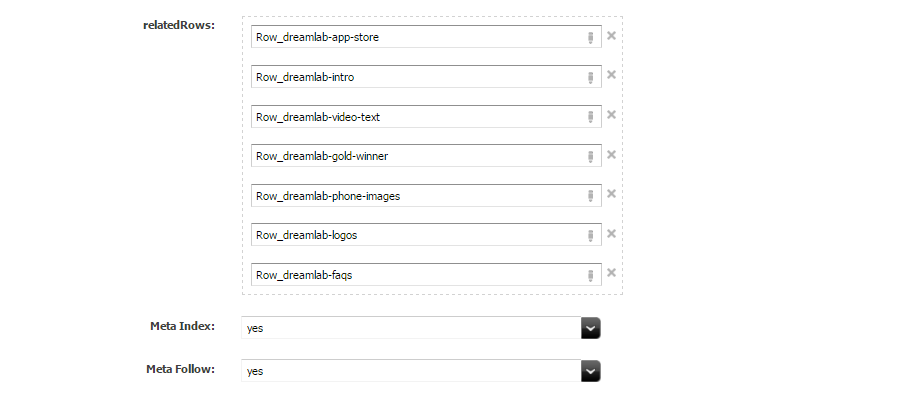 relatedRows:
Row_dreamlab-app-store
Row_dreamlab-intro
Row_dreamlab-video-text
Row_dreamlab-gold-winner
Row_dreamlab-phone-images
Row_dreamlab-logos
Row_dreamlab-faqs
Meta Index: yes
Meta Follow: yes